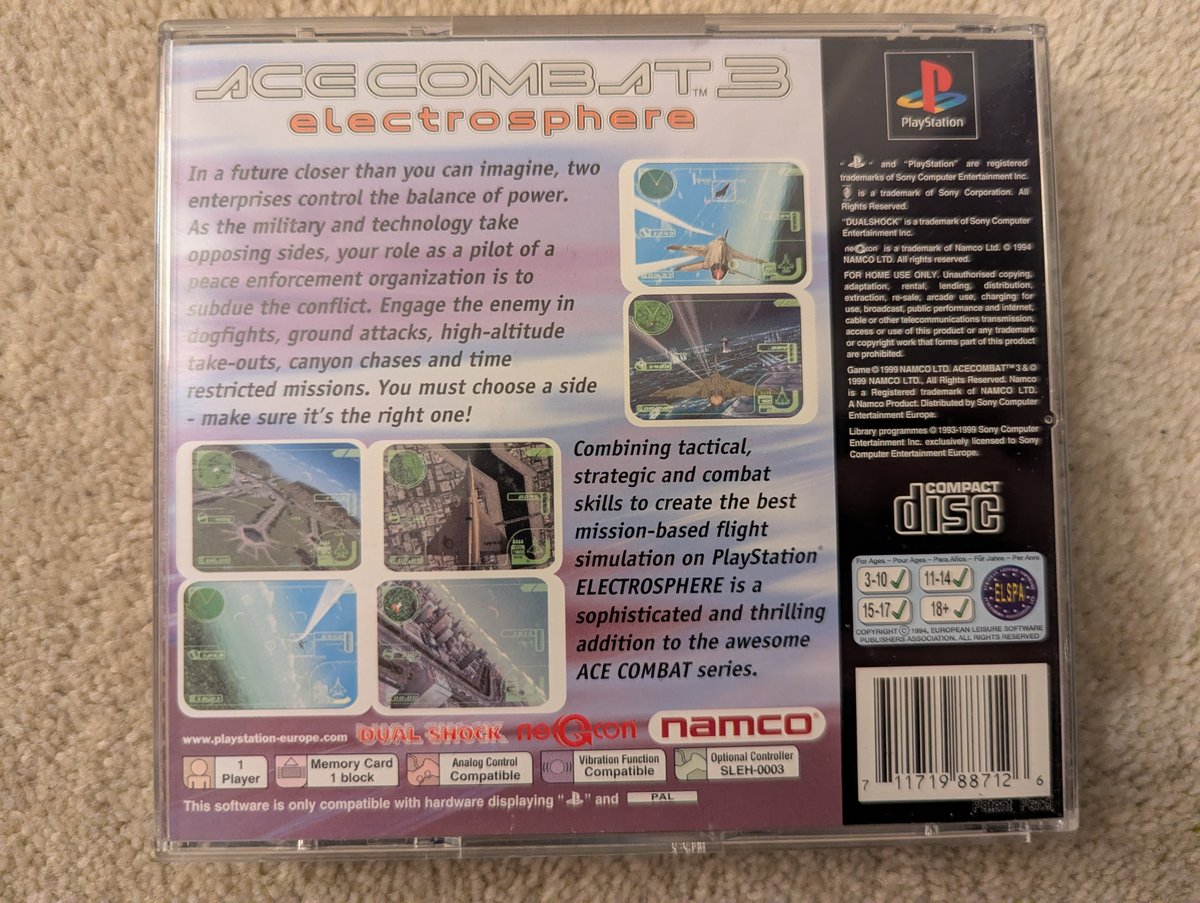 ACE COMBAT™ 3
electrosphere
In a future closer than you can imagine, two
enterprises control the balance of power.
As the military and technology take
opposing sides, your role as a pilot of a
peace enforcement organization is to
subdue the conflict. Engage the enemy in
dogfights, ground attacks, high-altitude
take-outs, canyon chases and time
restricted missions. You must choose a side
- make sure it's the right one!
Combining tactical,
strategic and combat
skills to create the best
mission-based flight
simulation on PlayStation®
ELECTROSPHERE is a
sophisticated and thrilling
addition to the awesome
ACE COMBAT series.
www.playstation-europe.com
DUAL SHOCK
neGcon
namco®
1
Player
Memory Card
1 block
Analog Control
Compatible
Vibration Function
Compatible
Optional Controller
SLEH-0003
This software is only compatible with hardware displaying " " and PAL
PlayStation
" " and "PlayStation" are registered
trademarks of Sony Computer Entertainment Inc.
is a trademark of Sony Corporation. All
Rights Reserved.
"DUALSHOCK" is a trademark of Sony Computer
Entertainment Inc.
neGcon is a trademark of Namco Ltd. © 1994
NAMCO LTD. All rights reserved.
FOR HOME USE ONLY. Unauthorised copying,
adaptation, rental, lending, distribution,
extraction, re-sale, arcade use, charging for
use, broadcast, public performance and internet,
cable or other telecommunications transmission,
access or use of this product or any trademark
or copyright work that forms part of this product
are prohibited.
Game © 1999 NAMCO LTD. ACECOMBAT™ 3 & ©
1999 NAMCO LTD., All Rights Reserved. Namco
is a Registered trademark of NAMCO LTD.
A Namco Product. Distributed by Sony Computer
Entertainment Europe.
Library programmes © 1993-1999 Sony Computer
Entertainment Inc. exclusively licensed to Sony
Computer Entertainment Europe.
COMPACT
disc
For Ages - Pour Ages - Para Años - Für Jahre - Per Anni
3-10 ✓ 11-14 ✓
15-17 ✓ 18+ ✓
ELSPA
COPYRIGHT © 1994, EUROPEAN LEISURE SOFTWARE
PUBLISHERS ASSOCIATION. ALL RIGHTS RESERVED
7 11719 88712 6